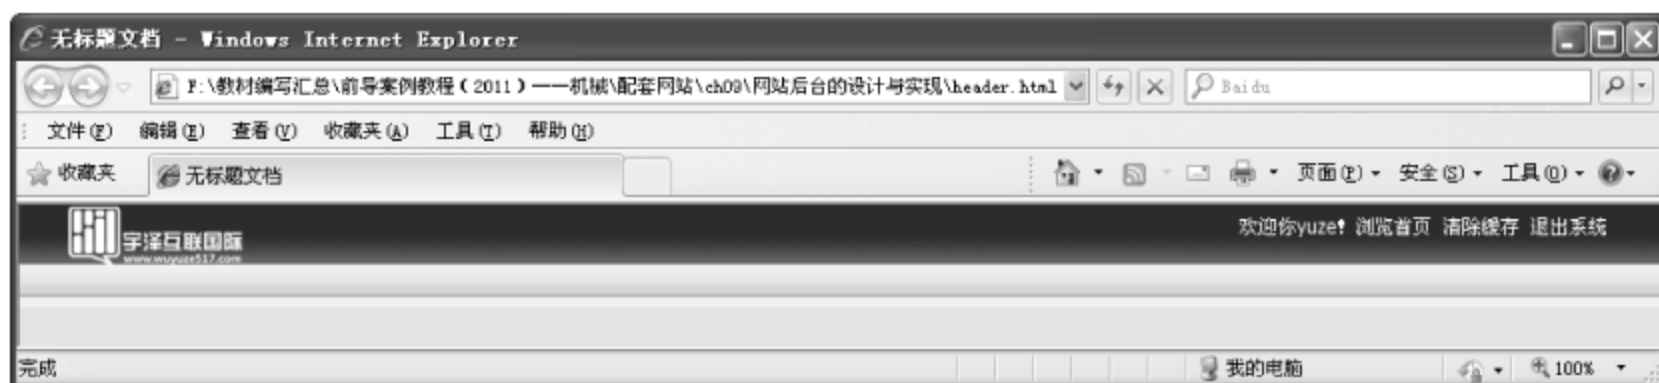 无标题文档 - Windows Internet Explorer
F:\教材编写汇总\前导案例教程（2011）——机械\配套网站\ch09\网站后台的设计与实现\header.html
Baidu
文件(F) 编辑(E) 查看(V) 收藏夹(A) 工具(T) 帮助(H)
收藏夹 无标题文档 页面(P) 安全(S) 工具(O)
欢迎你yuze! 浏览首页 清除缓存 退出系统
宇泽互联国际
www.wuyuze517.com
完成 我的电脑 100%